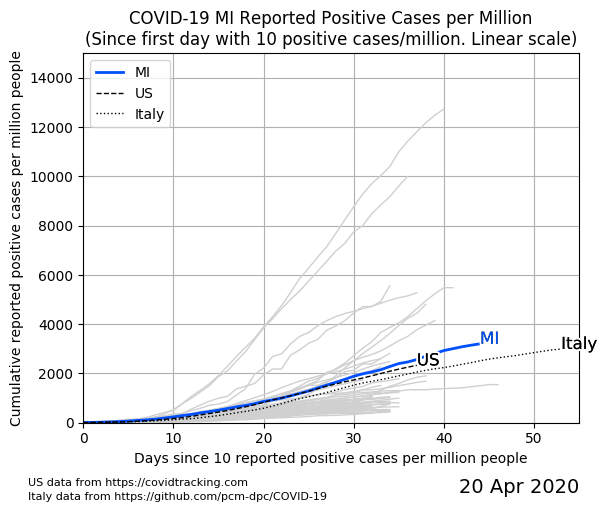 COVID-19 MI Reported Positive Cases per Million
(Since first day with 10 positive cases/million. Linear scale)
Cumulative reported positive cases per million people
14000
12000
10000
8000
6000
4000
2000
0
MI
US
Italy
MI
US
Italy
0 10 20 30 40 50
Days since 10 reported positive cases per million people
US data from https://covidtracking.com
Italy data from https://github.com/pcm-dpc/COVID-19
20 Apr 2020